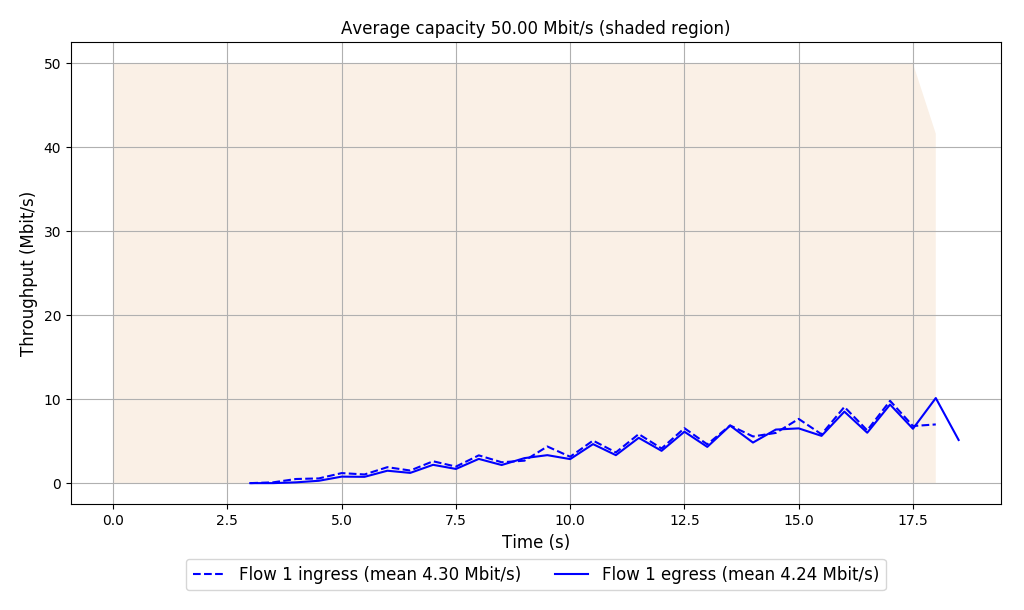 Average capacity 50.00 Mbit/s (shaded region)
50
40
30
20
10
0
Throughput (Mbit/s)
0.0 2.5 5.0 7.5 10.0 12.5 15.0 17.5
Time (s)
Flow 1 ingress (mean 4.30 Mbit/s) Flow 1 egress (mean 4.24 Mbit/s)